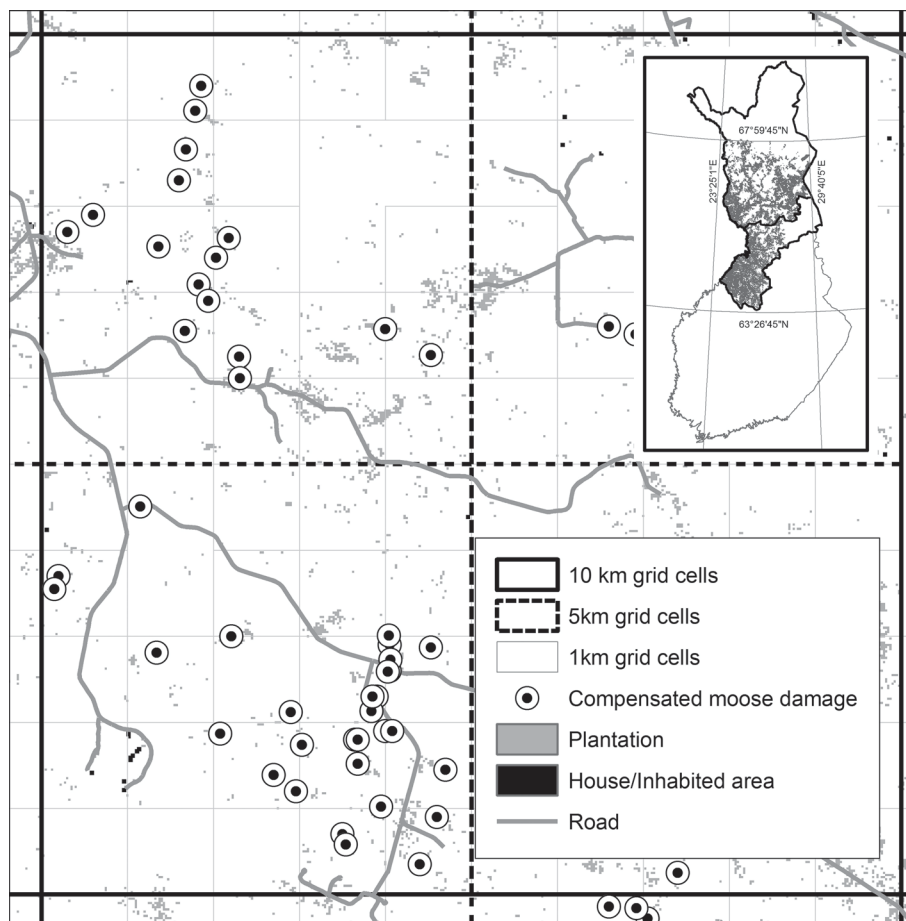 67°59'45"N
23°25'1"E
29°40'5"E
63°26'45"N
10 km grid cells
5km grid cells
1km grid cells
Compensated moose damage
Plantation
House/Inhabited area
Road